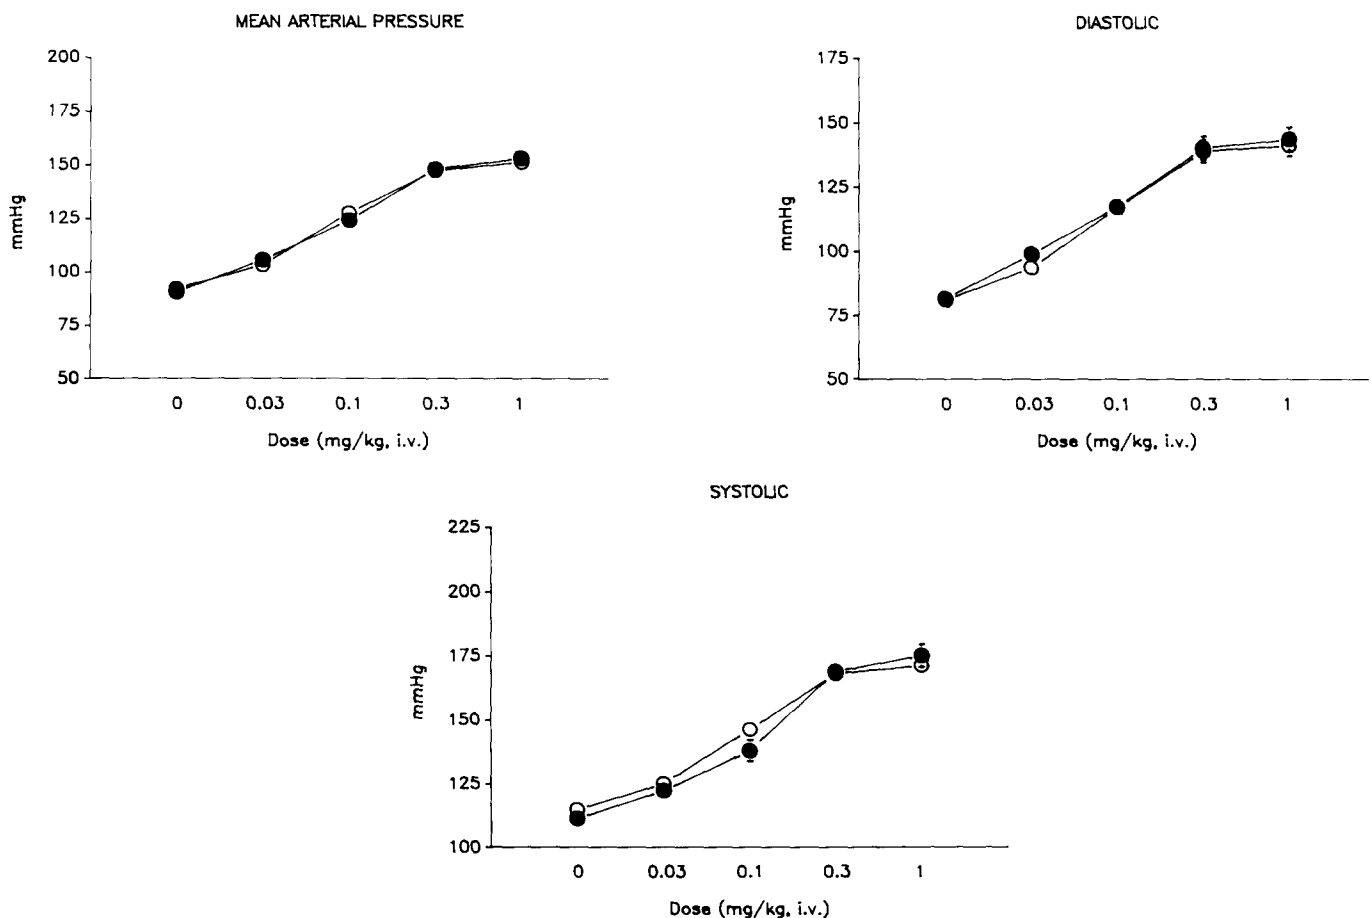 MEAN ARTERIAL PRESSURE
200
175
150
125
100
75
50
mmHg
0 0.03 0.1 0.3 1
Dose (mg/kg, i.v.)
DIASTOLIC
175
150
125
100
75
50
mmHg
0 0.03 0.1 0.3 1
Dose (mg/kg, i.v.)
SYSTOLIC
225
200
175
150
125
100
mmHg
0 0.03 0.1 0.3 1
Dose (mg/kg, i.v.)